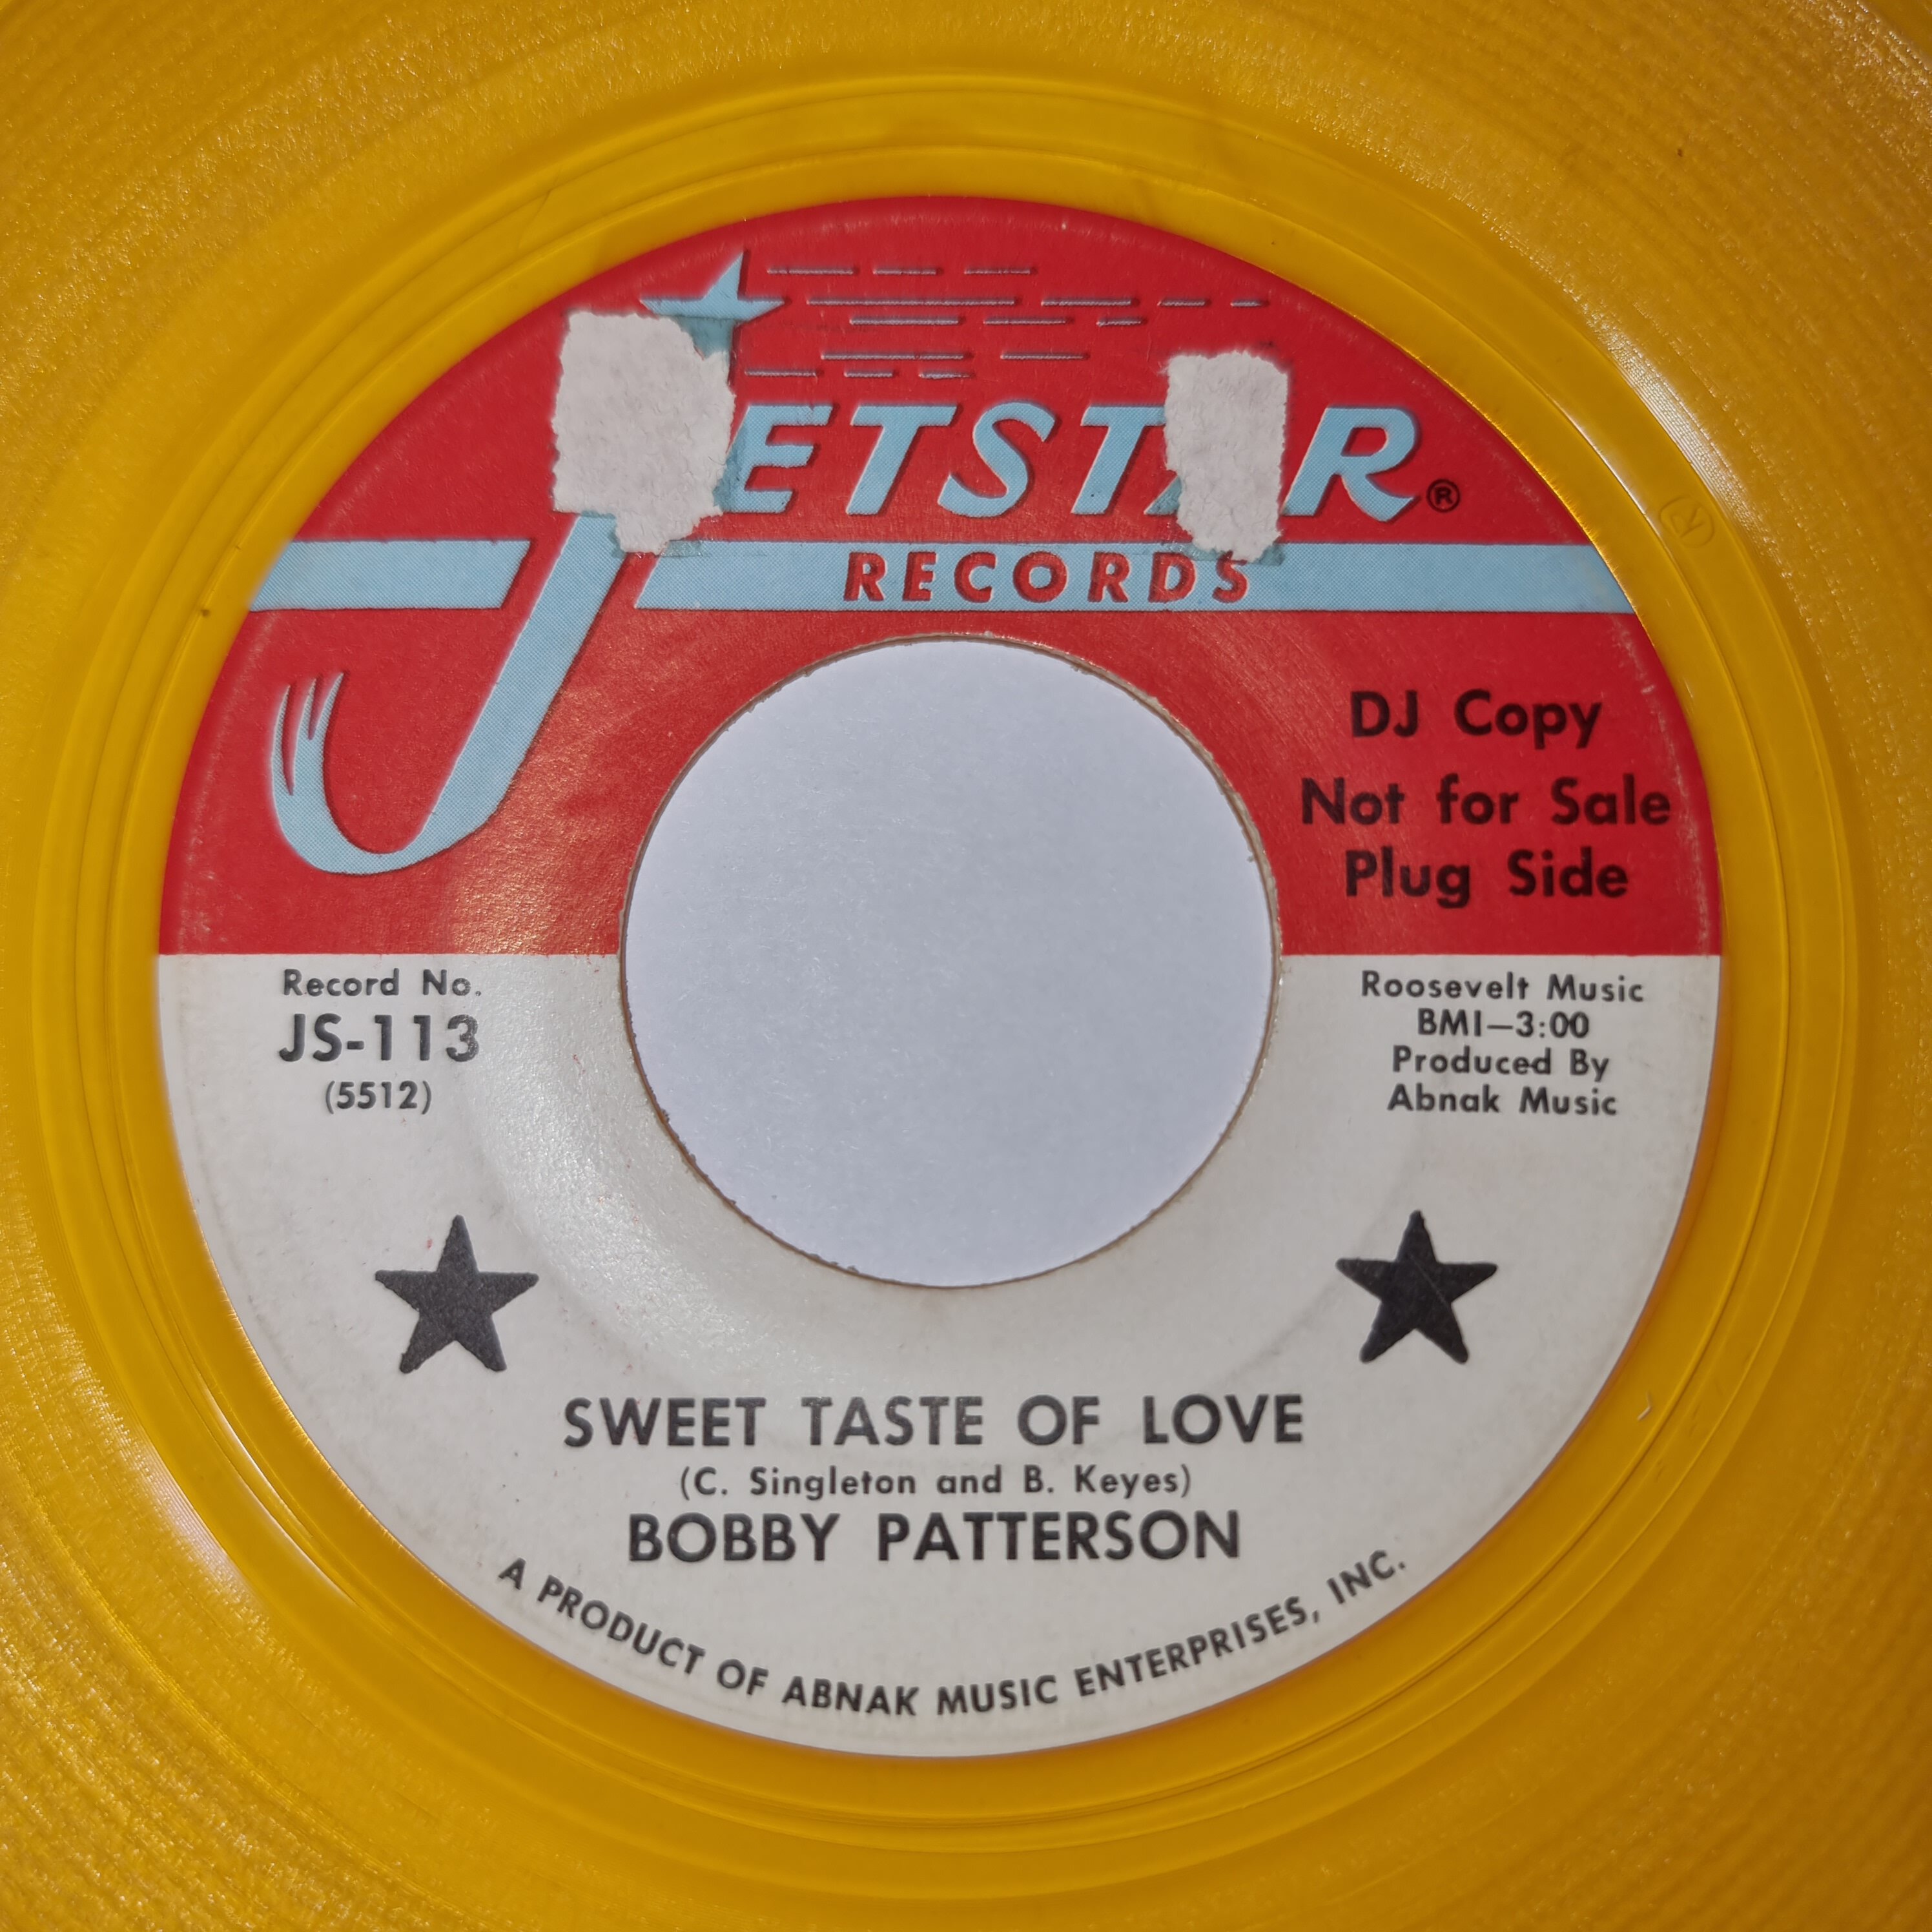 JETSTAR®
RECORDS
DJ Copy
Not for Sale
Plug Side
Record No.
JS-113
(5512)
Roosevelt Music
BMI—3:00
Produced By
Abnak Music
SWEET TASTE OF LOVE
(C. Singleton and B. Keyes)
BOBBY PATTERSON
A PRODUCT OF ABNAK MUSIC ENTERPRISES, INC.